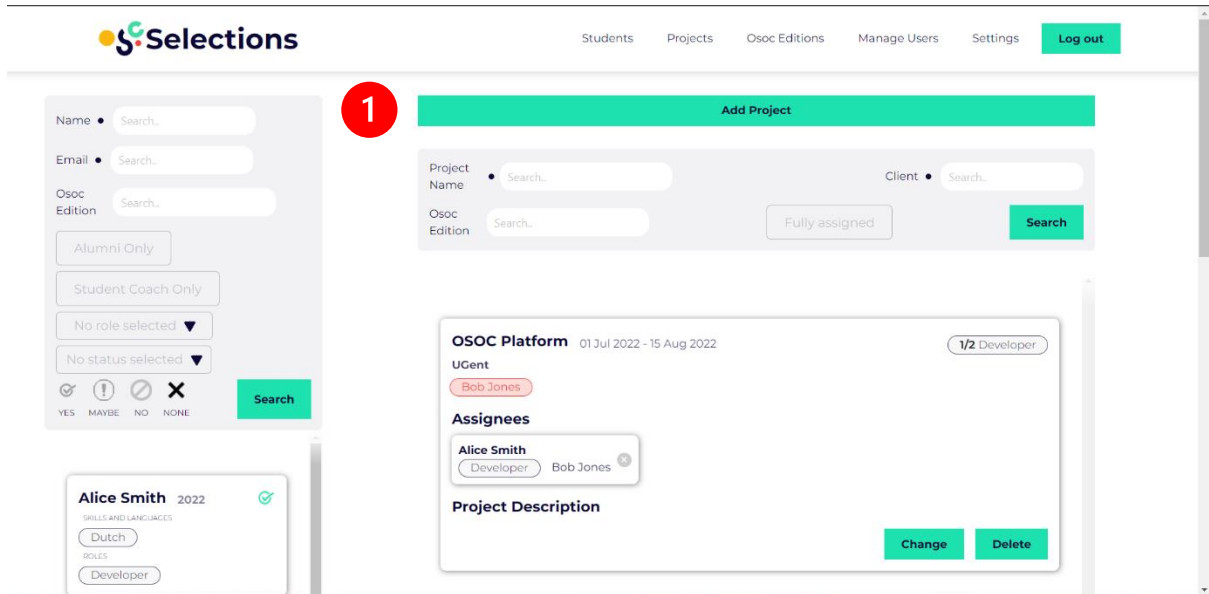 Selections
Students Projects Osoc Editions Manage Users Settings Log out
1
Name • Search..
Email • Search..
Osoc
Edition
Search..
Alumni Only
Student Coach Only
No role selected ▼
No status selected ▼
YES MAYBE NO NONE
Search
Alice Smith 2022
SKILLS AND LANGUAGES
Dutch
ROLES
Developer
Add Project
Project
Name
• Search..
Client • Search..
Osoc
Edition
Search..
Fully assigned
Search
OSOC Platform 01 Jul 2022 - 15 Aug 2022
1/2 Developer
UGent
Bob Jones
Assignees
Alice Smith
Developer Bob Jones
Project Description
Change Delete